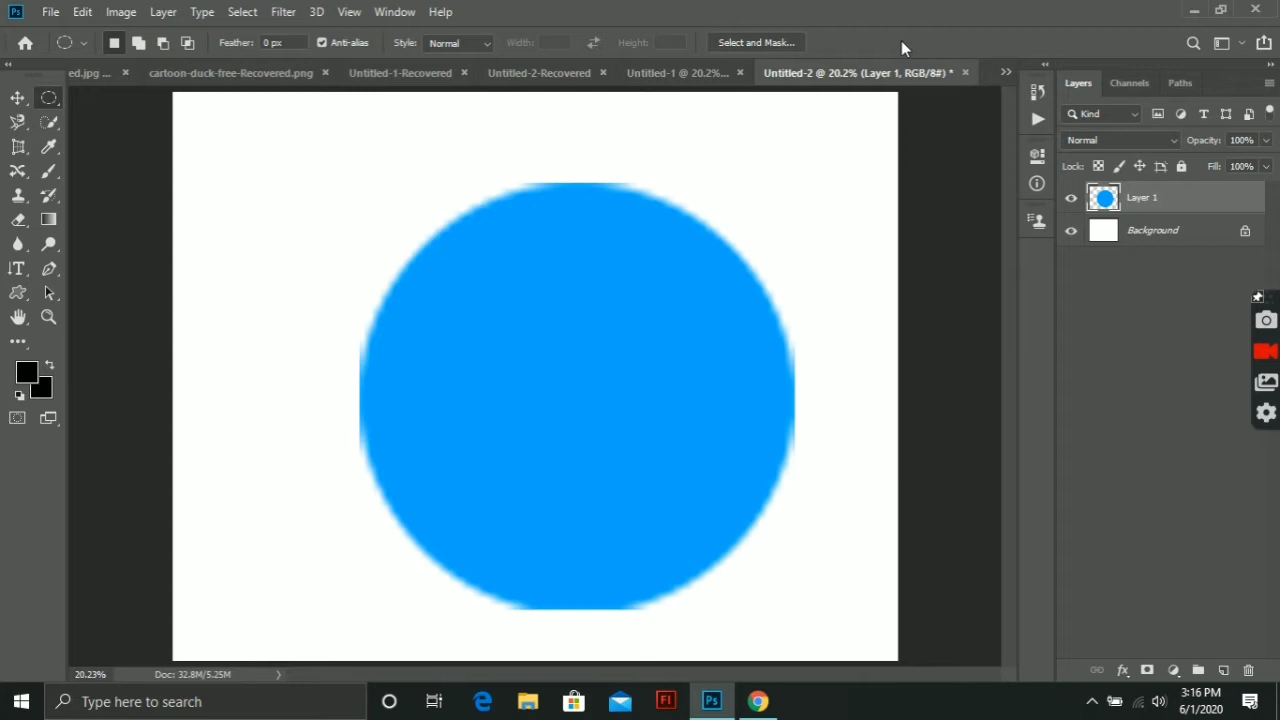 Ps File Edit Image Layer Type Select Filter 3D View Window Help
Feather: 0 px Anti-alias Style: Normal Width: Height: Select and Mask...
ed.jpg ... × cartoon-duck-free-Recovered.png × Untitled-1-Recovered × Untitled-2-Recovered × Untitled-1 @ 20.2%... × Untitled-2 @ 20.2% (Layer 1, RGB/8#) * ×
Layers Channels Paths
Kind
Normal Opacity: 100%
Lock: Fill: 100%
Layer 1
Background
20.23% Doc: 32.8M/5.25M
Type here to search
Fl Ps
3:16 PM
6/1/2020